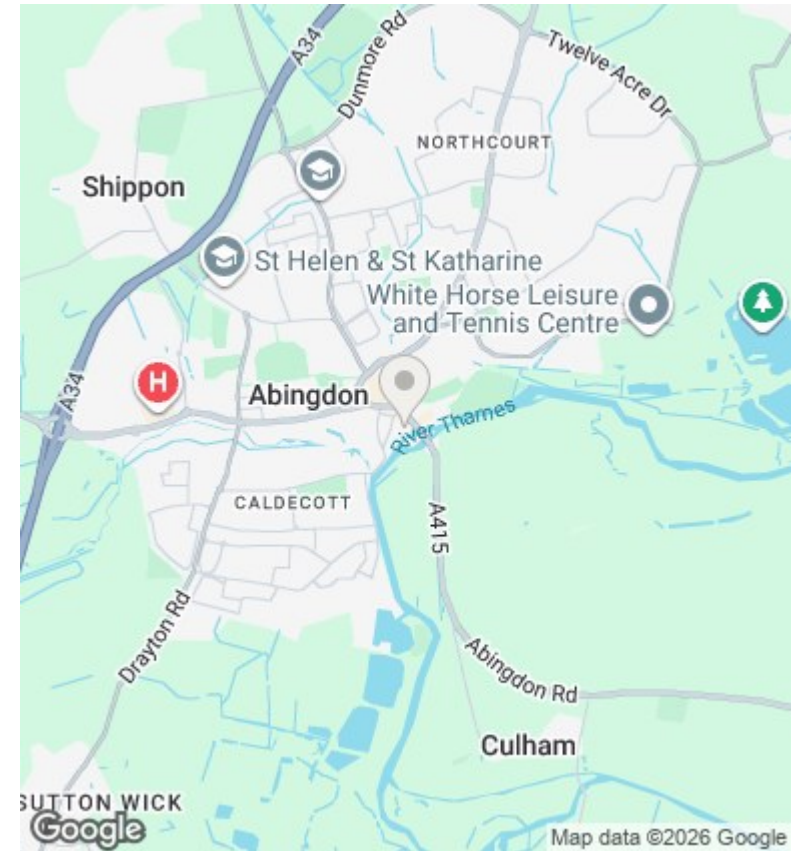 A34
Dunmore Rd
Twelve Acre Dr
NORTHCOURT
Shippon
St Helen & St Katharine
White Horse Leisure
and Tennis Centre
H
A34
Abingdon
River Thames
CALDECOTT
A415
Drayton Rd
Abingdon Rd
Culham
SUTTON WICK
Google
Map data ©2026 Google